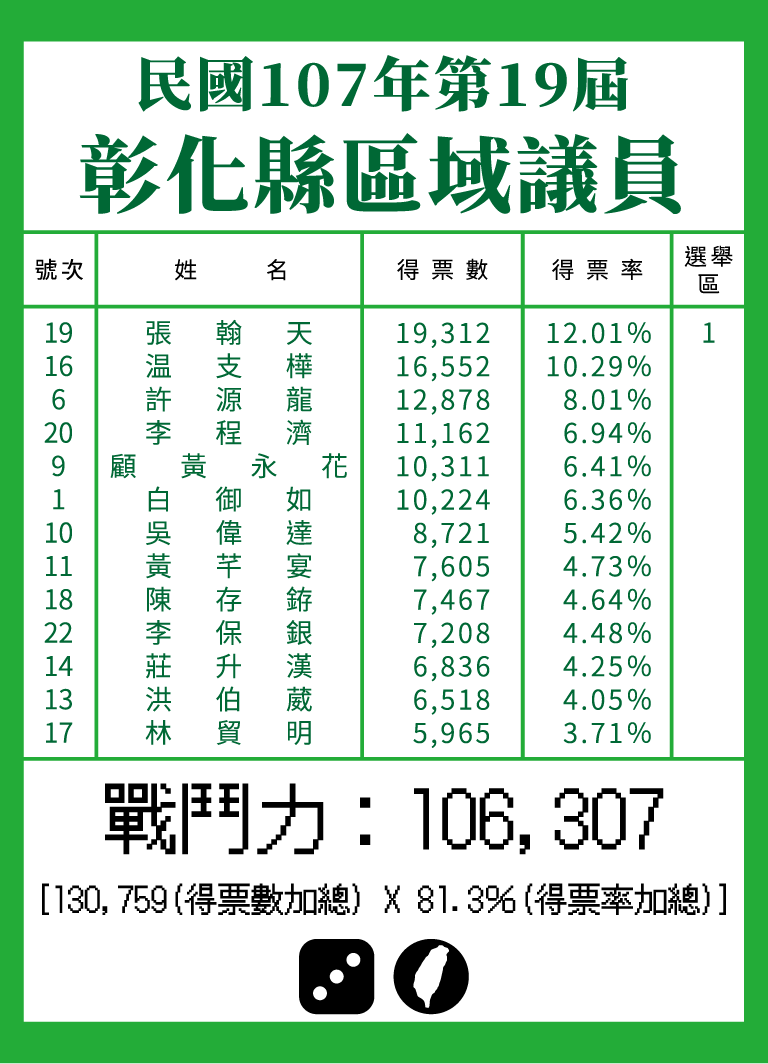 民國107年第19屆
彰化縣區域議員
號次 姓名 得票數 得票率 選舉區
19 張翰天 19,312 12.01% 1
16 温支樺 16,552 10.29%
6 許源龍 12,878 8.01%
20 李程濟 11,162 6.94%
9 顧黃永花 10,311 6.41%
1 白御如 10,224 6.36%
10 吳偉達 8,721 5.42%
11 黃芊宴 7,605 4.73%
18 陳存銌 7,467 4.64%
22 李保銀 7,208 4.48%
14 莊升漢 6,836 4.25%
13 洪伯葳 6,518 4.05%
17 林貿明 5,965 3.71%
戰鬥力：106,307
[130,759(得票數加總) X 81.3%(得票率加總)]